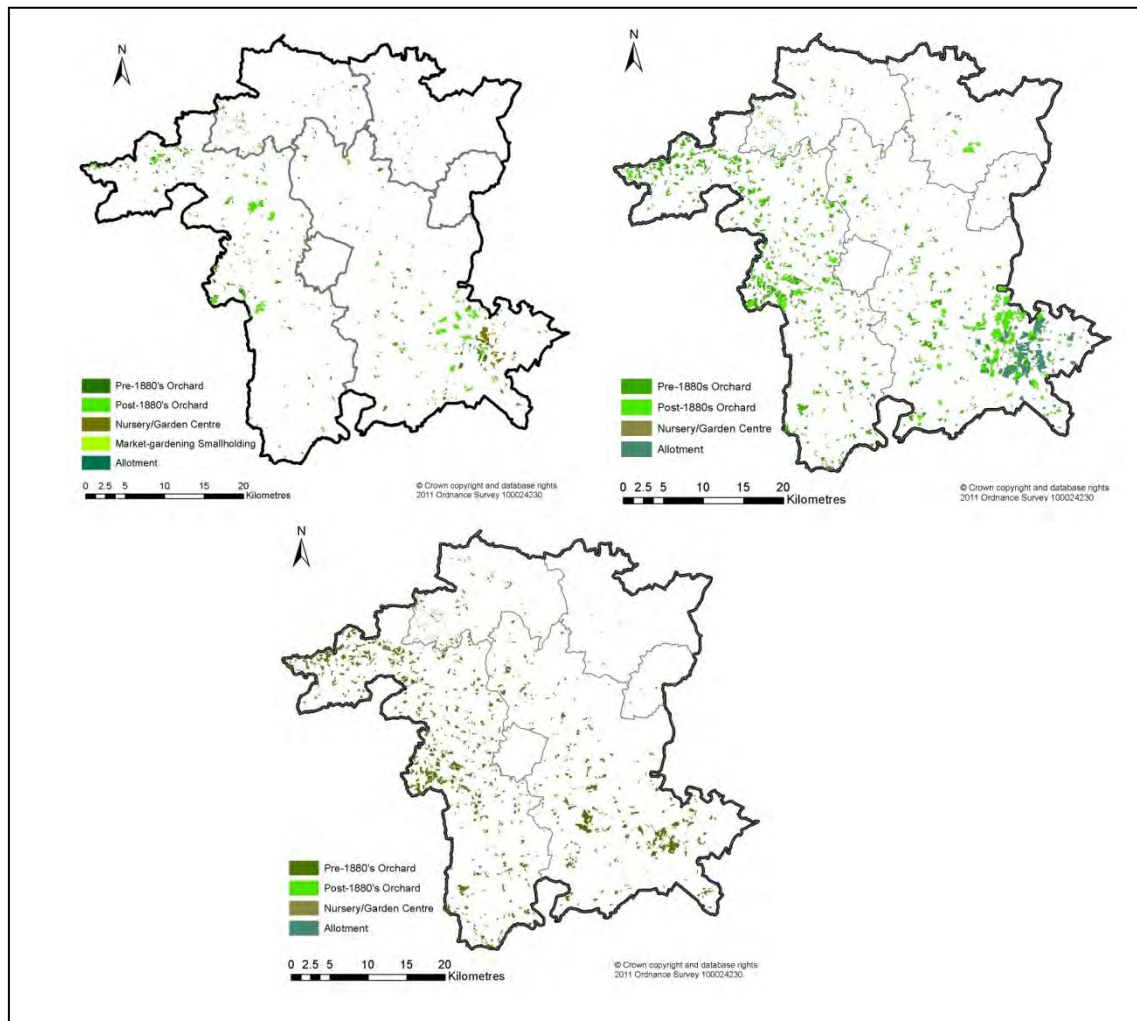 N
Pre-1880's Orchard
Post-1880's Orchard
Nursery/Garden Centre
Market-gardening Smallholding
Allotment
0 2.5 5 10 15 20
Kilometres
© Crown copyright and database rights
2011 Ordnance Survey 100024230.
N
Pre-1880s Orchard
Post-1880s Orchard
Nursery/Garden Centre
Allotment
0 2.5 5 10 15 20
Kilometres
© Crown copyright and database rights
2011 Ordnance Survey 100024230.
N
Pre-1880's Orchard
Post-1880's Orchard
Nursery/Garden Centre
Allotment
0 2.5 5 10 15 20
Kilometres
© Crown copyright and database rights
2011 Ordnance Survey 100024230.